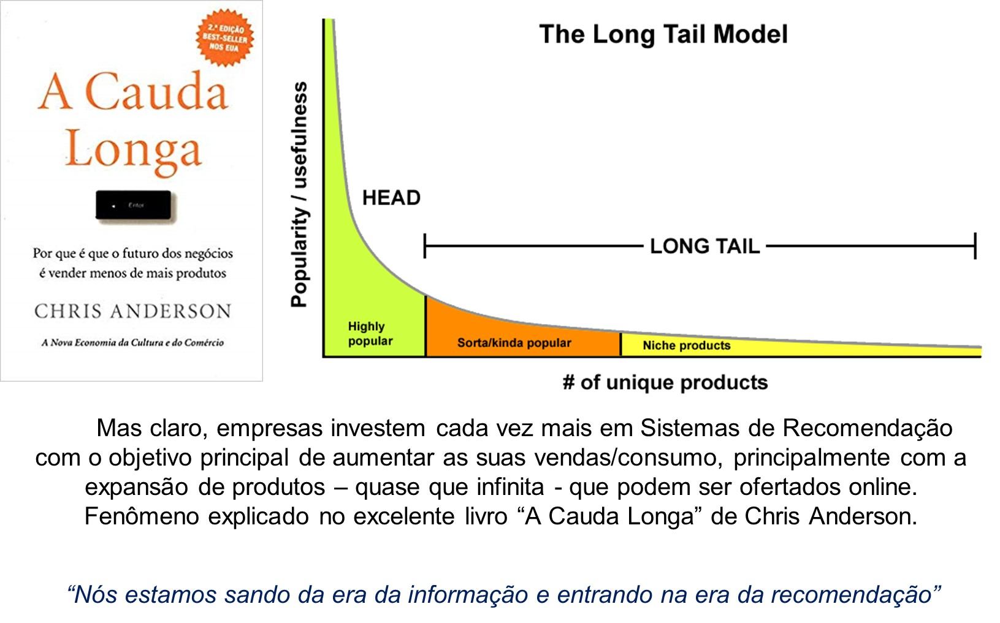 2.ª EDIÇÃO
BEST-SELLER
NOS EUA
A Cauda
Longa
Enter
Por que é que o futuro dos negócios
é vender menos de mais produtos
CHRIS ANDERSON
A Nova Economia da Cultura e do Comércio
The Long Tail Model
Popularity / usefulness
HEAD
LONG TAIL
Highly
popular
Sorta/kinda popular
Niche products
# of unique products
Mas claro, empresas investem cada vez mais em Sistemas de Recomendação
com o objetivo principal de aumentar as suas vendas/consumo, principalmente com a
expansão de produtos – quase que infinita - que podem ser ofertados online.
Fenômeno explicado no excelente livro “A Cauda Longa” de Chris Anderson.
“Nós estamos sando da era da informação e entrando na era da recomendação”